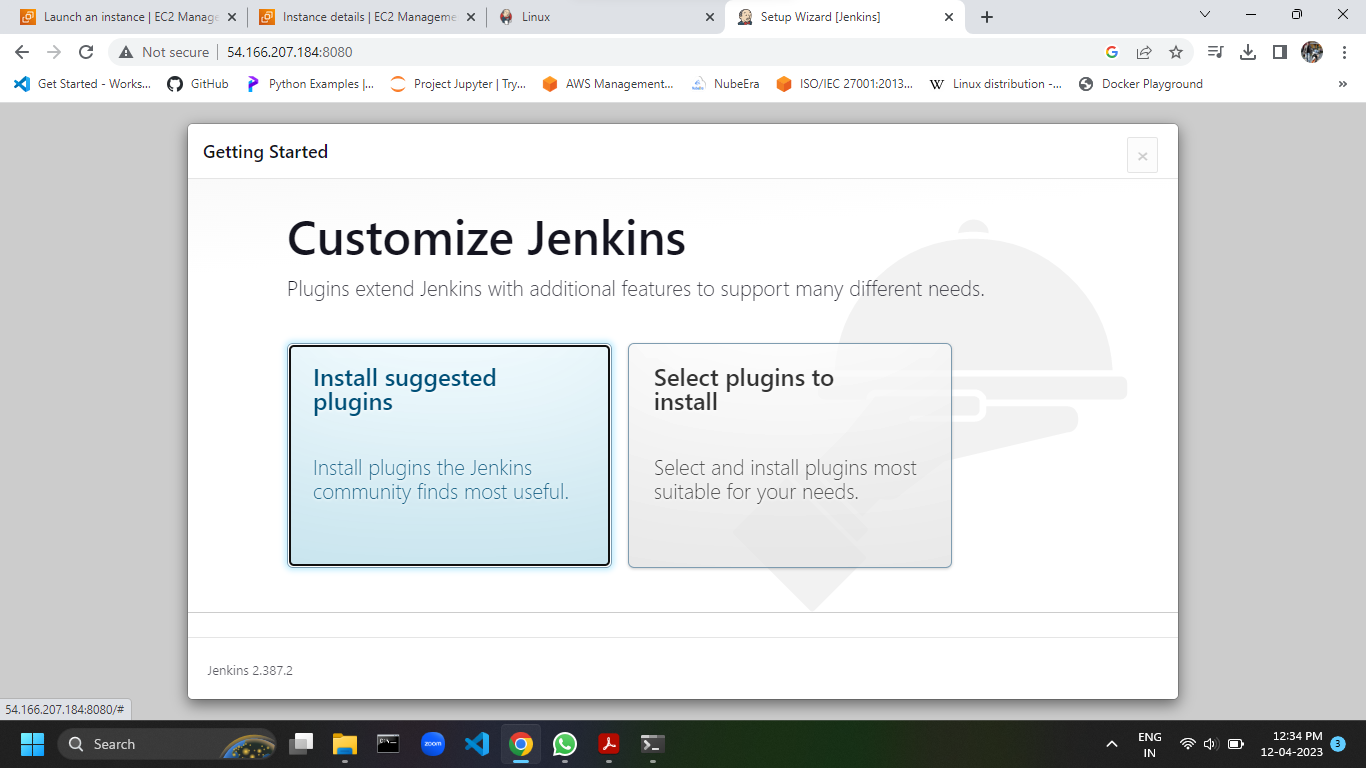 Launch an instance | EC2 Manage
Instance details | EC2 Manageme
Linux
Setup Wizard [Jenkins]
Not secure
54.166.207.184:8080
Get Started - Works...
GitHub
Python Examples |...
Project Jupyter | Try...
AWS Management...
NubeEra
ISO/IEC 27001:2013...
Linux distribution -...
Docker Playground
Getting Started
Customize Jenkins
Plugins extend Jenkins with additional features to support many different needs.
Install suggested
plugins
Install plugins the Jenkins
community finds most useful.
Select plugins to
install
Select and install plugins most
suitable for your needs.
Jenkins 2.387.2
54.166.207.184:8080/#
Search
zoom
ENG
IN
12:34 PM
12-04-2023
3